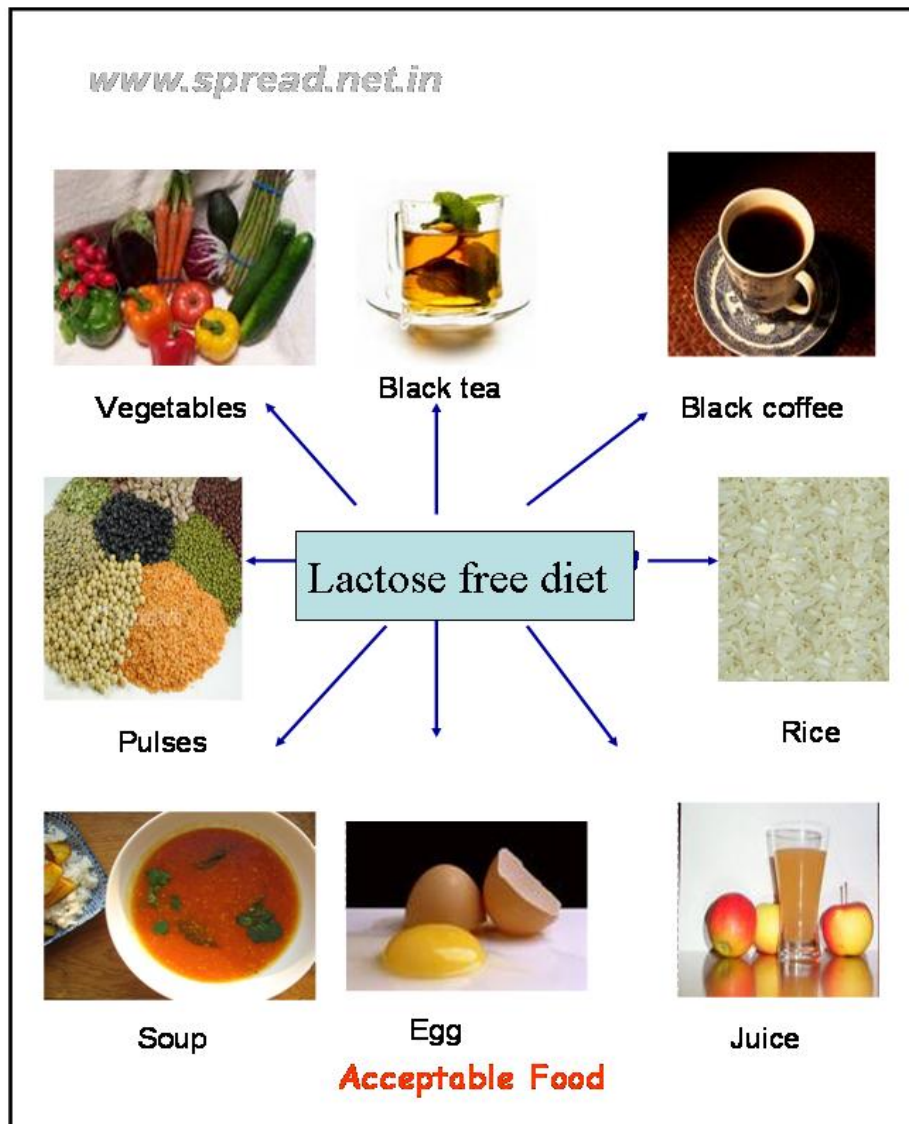 www.spread.net.in
Vegetables
Black tea
Black coffee
Lactose free diet
Pulses
Rice
Soup
Egg
Juice
Acceptable Food